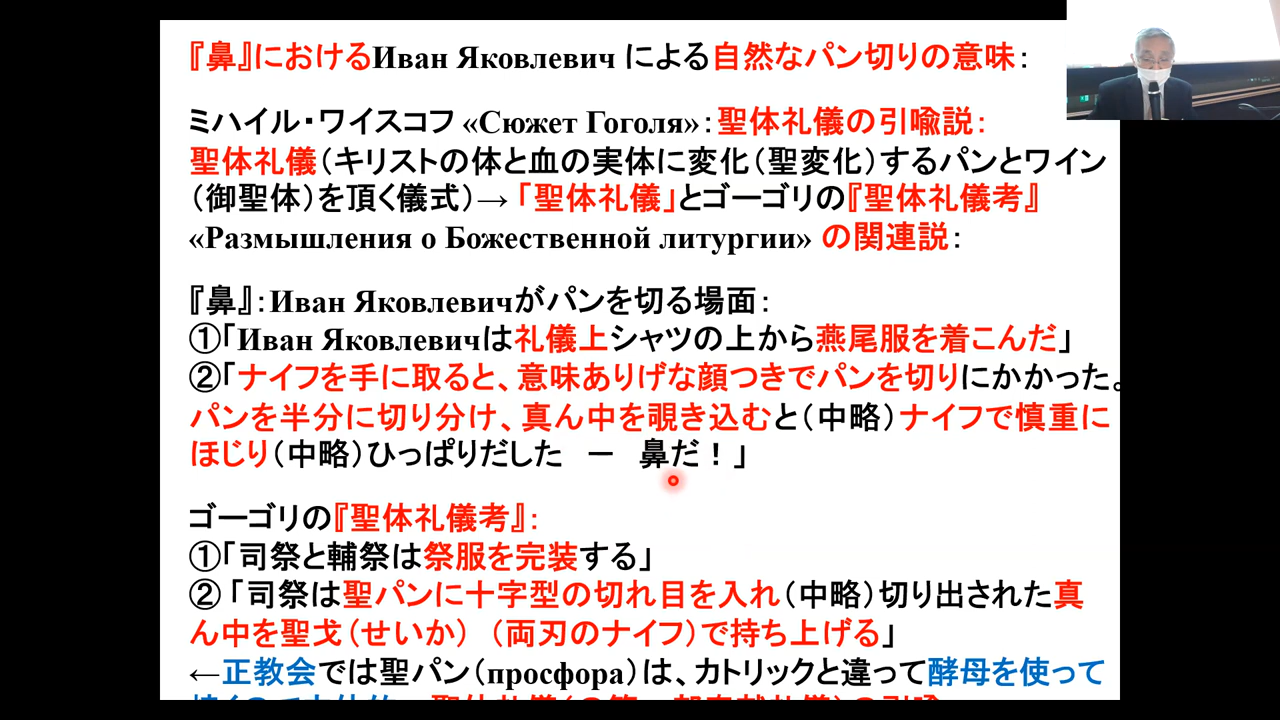 『鼻』におけるИван Яковлевич による自然なパン切りの意味：
ミハイル・ワイスコフ «Сюжет Гоголя»：聖体礼儀の引喩説：
聖体礼儀（キリストの体と血の実体に変化（聖変化）するパンとワイン
（御聖体）を頂く儀式）→「聖体礼儀」とゴーゴリの『聖体礼儀考』
«Размышления о Божественной литургии» の関連説：
『鼻』：Иван Яковлевичがパンを切る場面：
①「Иван Яковлевичは礼儀上シャツの上から燕尾服を着こんだ」
②「ナイフを手に取ると、意味ありげな顔つきでパンを切りにかかった。
パンを半分に切り分け、真ん中を覗き込むと（中略）ナイフで慎重に
ほじり（中略）ひっぱりだした　－　鼻だ！」
ゴーゴリの『聖体礼儀考』：
①「司祭と輔祭は祭服を完装する」
② 「司祭は聖パンに十字型の切れ目を入れ（中略）切り出された真
ん中を聖戈（せいか）（両刃のナイフ）で持ち上げる」
←正教会では聖パン（просфора）は、カトリックと違って酵母を使って